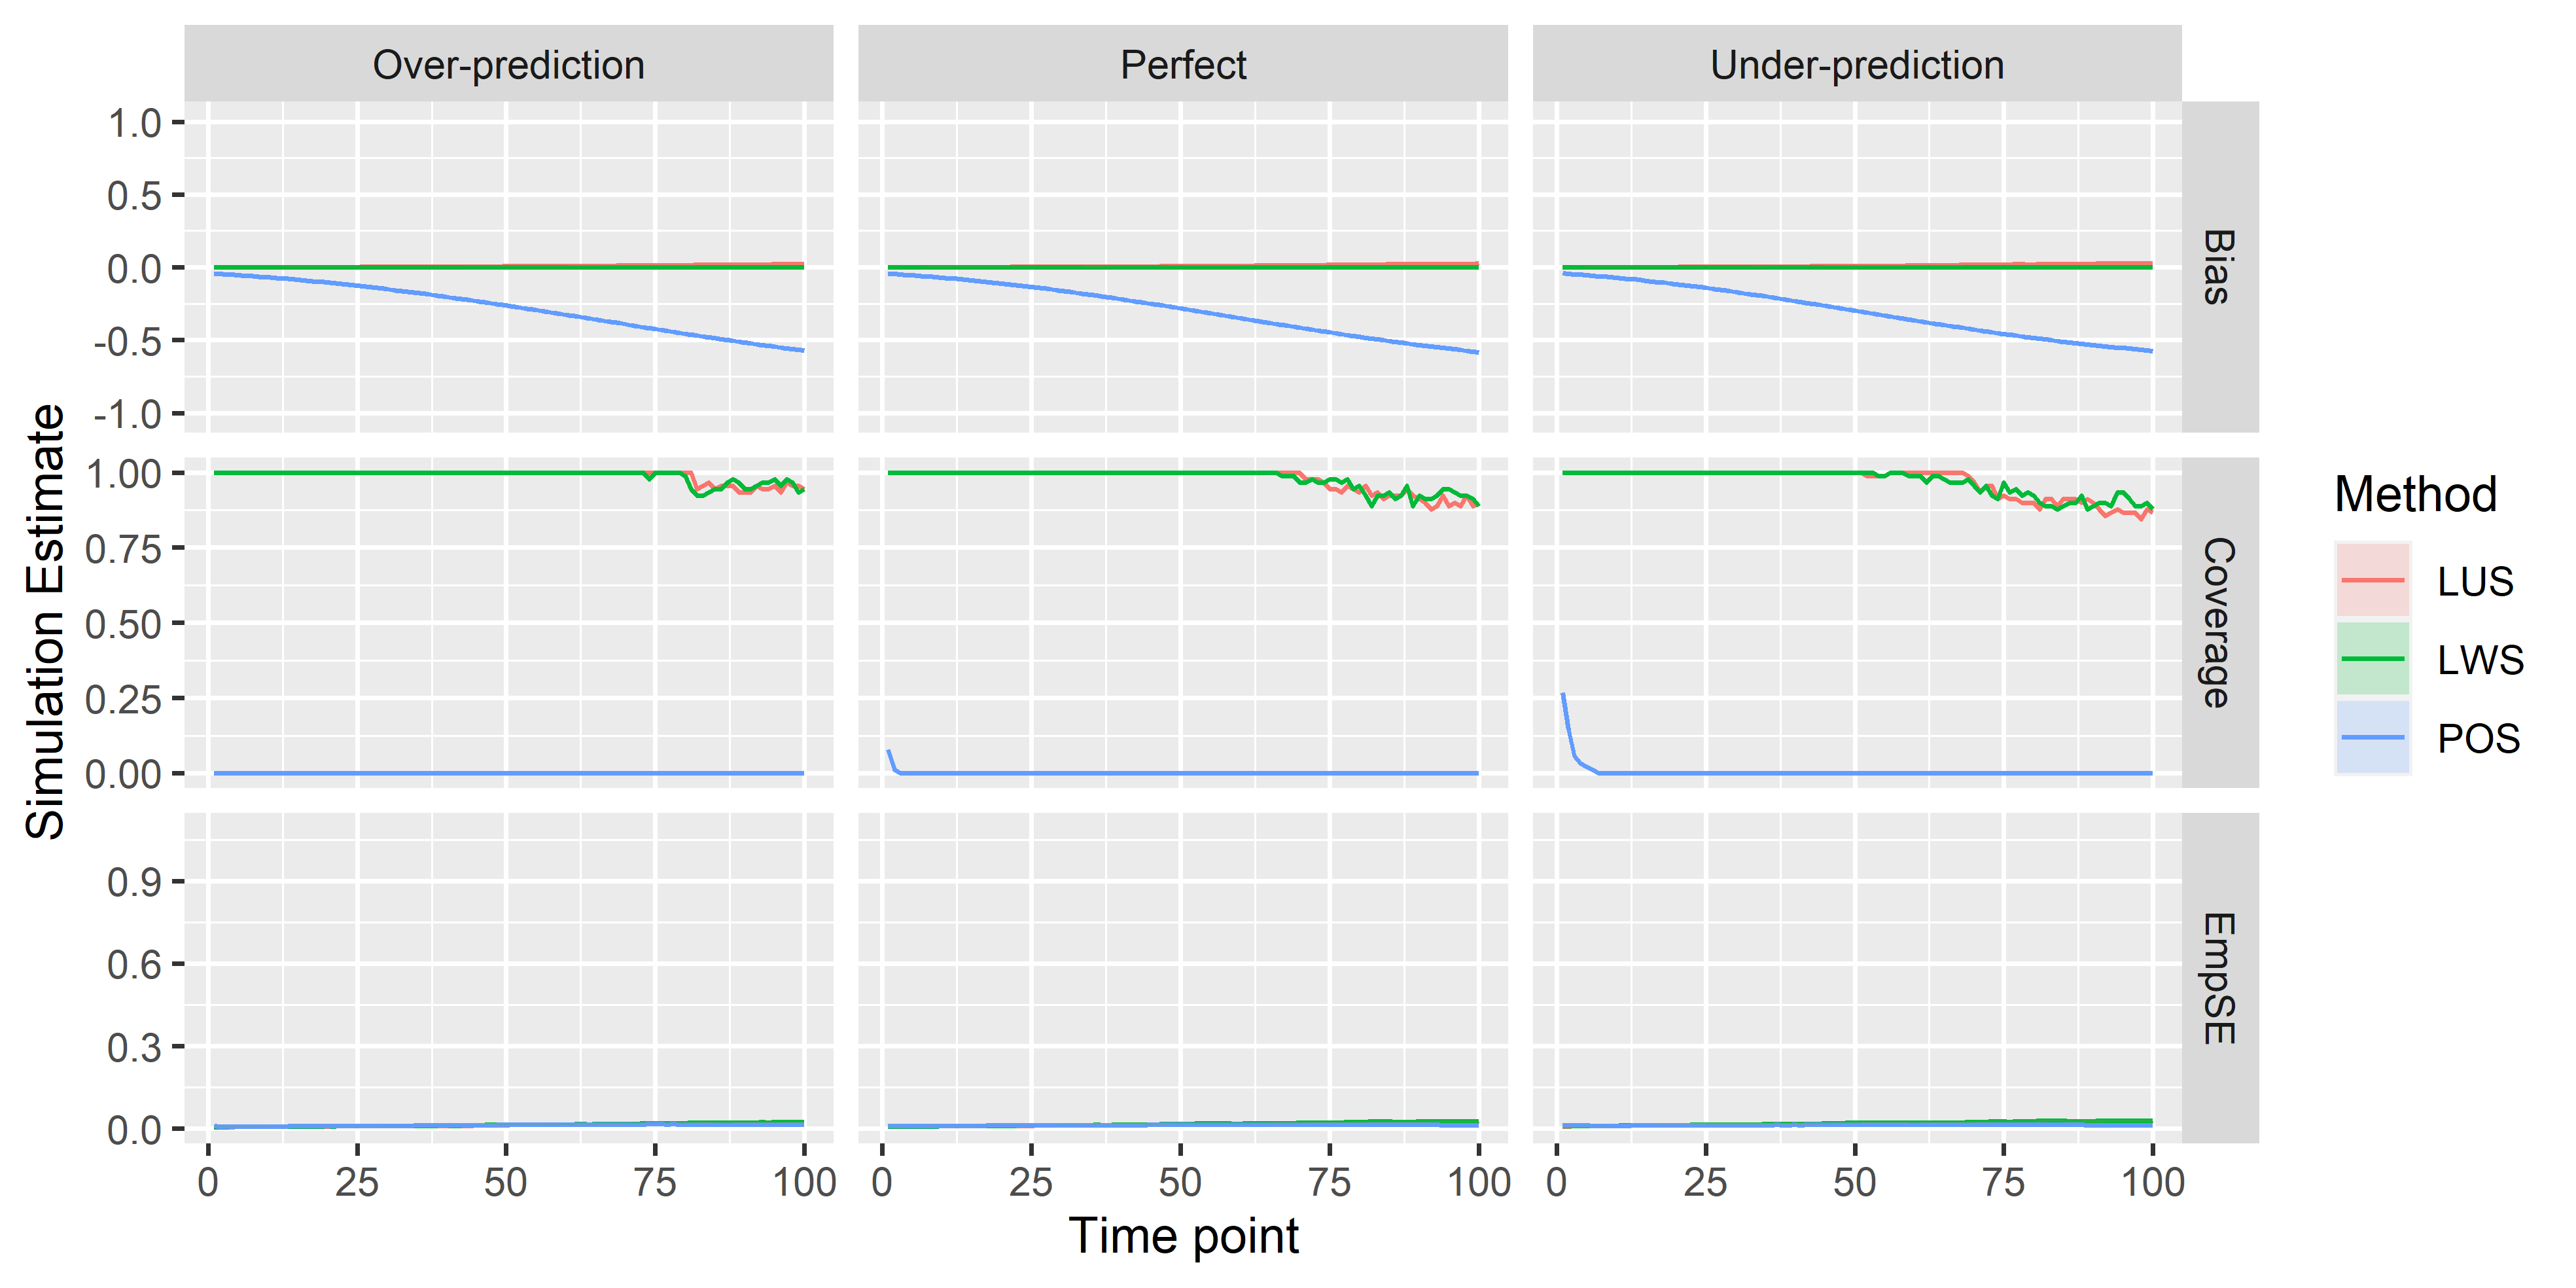 Over-prediction Perfect Under-prediction
1.0
0.5
0.0
-0.5
-1.0
Bias
1.00
0.75
0.50
0.25
0.00
Coverage
0.9
0.6
0.3
0.0
EmpSE
0 25 50 75 100 0 25 50 75 100 0 25 50 75 100
Time point
Simulation Estimate
Method
LUS
LWS
POS